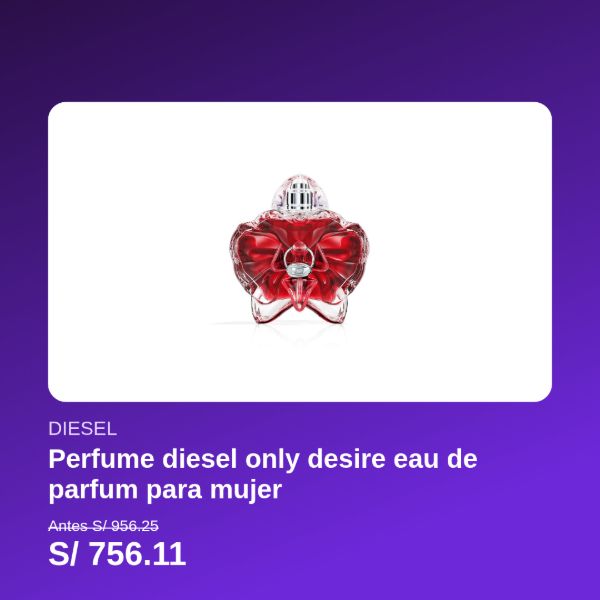 DIESEL
Perfume diesel only desire eau de
parfum para mujer
Antes S/ 956.25
S/ 756.11